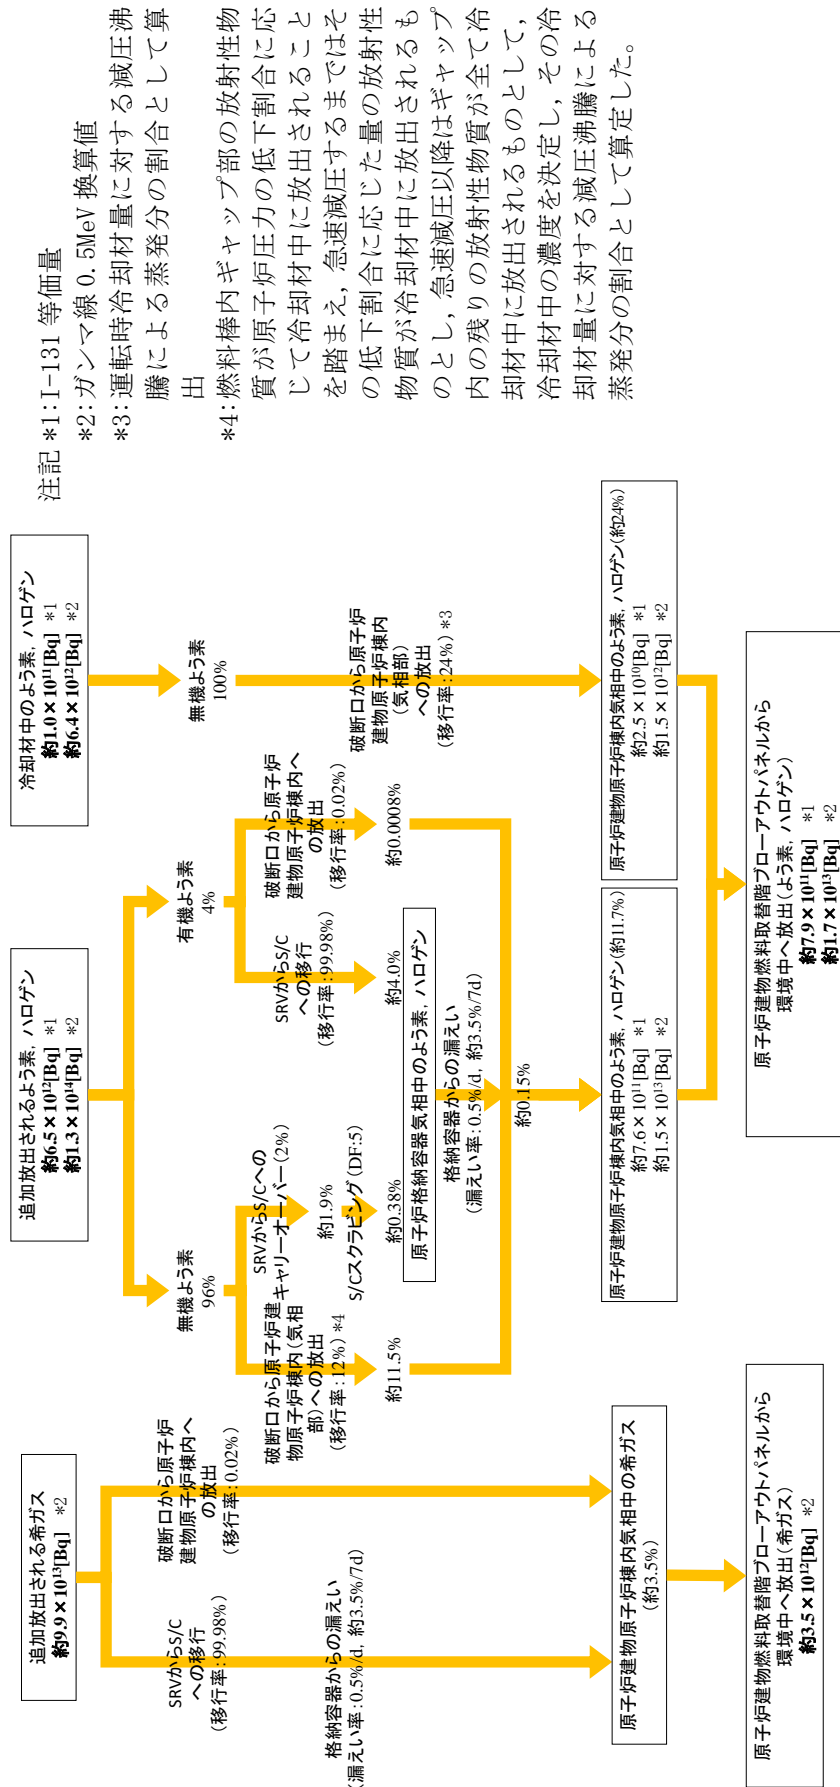 追加放出される希ガス
約9.9×10¹³[Bq] *2
SRVからS/C
への移行
(移行率:99.98%)
破断口から原子炉
建物原子炉棟内へ
の放出
(移行率:0.02%)
格納容器からの漏えい
(漏えい率:0.5%/d, 約3.5%/7d)
原子炉建物原子炉棟内気相中の希ガス
(約3.5%)
原子炉建物燃料取替階ブローアウトパネルから
環境中へ放出(希ガス)
約3.5×10¹²[Bq] *2
追加放出されるよう素, ハロゲン
約6.5×10¹²[Bq] *1
約1.3×10¹⁴[Bq] *2
無機よう素
96%
有機よう素
4%
破断口から原子炉建
物原子炉棟内(気相
部)への放出
(移行率:12%)*4
約11.5%
SRVからS/Cへの
キャリーオーバー(2%)
約1.9%
S/Cスクラビング(DF:5)
約0.38%
SRVからS/C
への移行
(移行率:99.98%)
約4.0%
破断口から原子炉
建物原子炉棟内へ
の放出
(移行率:0.02%)
約0.0008%
原子炉格納容器気相中のよう素, ハロゲン
格納容器からの漏えい
(漏えい率:0.5%/d, 約3.5%/7d)
約0.15%
原子炉建物原子炉棟内気相中のよう素, ハロゲン(約11.7%)
約7.6×10¹¹[Bq] *1
約1.5×10¹³[Bq] *2
冷却材中のよう素, ハロゲン
約1.0×10¹¹[Bq] *1
約6.4×10¹²[Bq] *2
無機よう素
100%
破断口から原子炉
建物原子炉棟内
(気相部)
への放出
(移行率:24%)*3
原子炉建物原子炉棟内気相中のよう素, ハロゲン(約24%)
約2.5×10¹⁰[Bq] *1
約1.5×10¹²[Bq] *2
原子炉建物燃料取替階ブローアウトパネルから
環境中へ放出(よう素, ハロゲン)
約7.9×10¹¹[Bq] *1
約1.7×10¹³[Bq] *2
注記 *1:I-131 等価量
*2:ガンマ線 0.5MeV 換算値
*3:運転時冷却材量に対する減圧沸
騰による蒸発分の割合として算
出
*4:燃料棒内ギャップ部の放射性物
質が原子炉圧力の低下割合に応
じて冷却材中に放出されること
を踏まえ,急速減圧するまではそ
の低下割合に応じた量の放射性
物質が冷却材中に放出されるも
のとし,急速減圧以降はギャップ
内の残りの放射性物質が全て冷
却材中に放出されるものとして,
冷却材中の濃度を決定し,その冷
却材量に対する減圧沸騰による
蒸発分の割合として算定した。